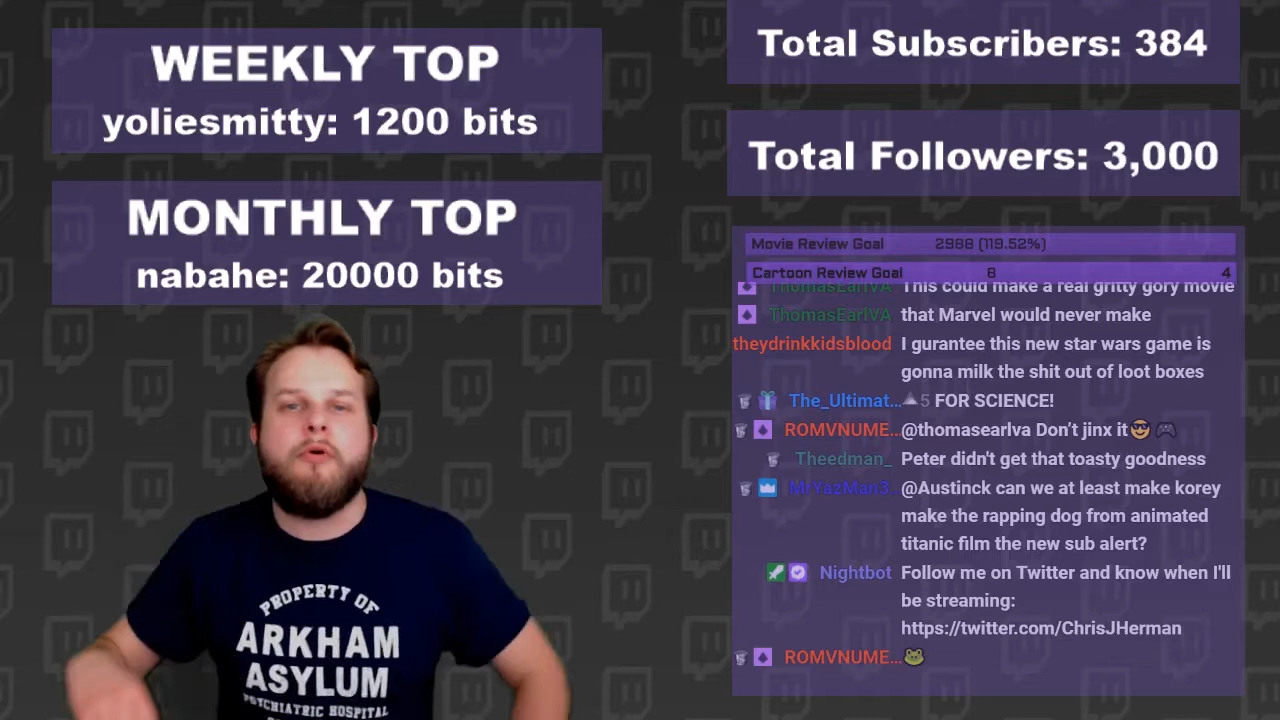 WEEKLY TOP
yoliesmitty: 1200 bits
MONTHLY TOP
nabahe: 20000 bits
Total Subscribers: 384
Total Followers: 3,000
Movie Review Goal 2988 (119.52%)
Cartoon Review Goal 8 4
ThomasEarlVA This could make a real gritty gory movie
ThomasEarlVA that Marvel would never make
theydrinkkidsblood I gurantee this new star wars game is
gonna milk the shit out of loot boxes
The_Ultimat... 5 FOR SCIENCE!
ROMVNUME... @thomasearlva Don't jinx it😎 🎮
Theedman_ Peter didn't get that toasty goodness
MrYazMan3... @Austinck can we at least make korey
make the rapping dog from animated
titanic film the new sub alert?
Nightbot Follow me on Twitter and know when I'll
be streaming:
https://twitter.com/ChrisJHerman
ROMVNUME... 🐸
PROPERTY OF
ARKHAM
ASYLUM
PSYCHIATRIC HOSPITAL